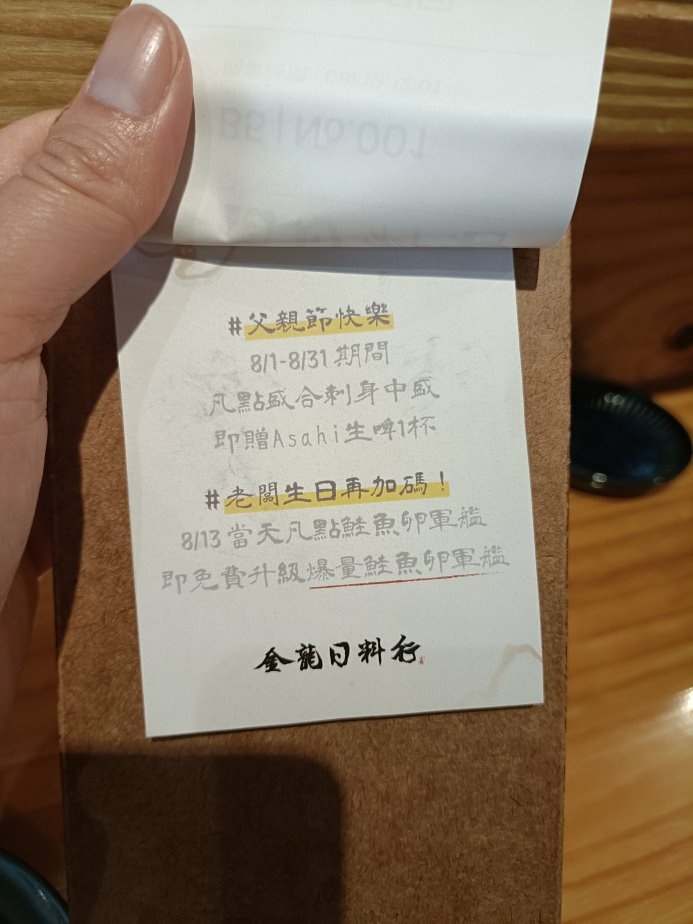 #父親節快樂
8/1-8/31期間
凡點盛合刺身中盛
即贈Asahi生啤1杯
#老闆生日再加碼!
8/13當天凡點鮭魚卵軍艦
即免費升級爆量鮭魚卵軍艦
金龍日料行